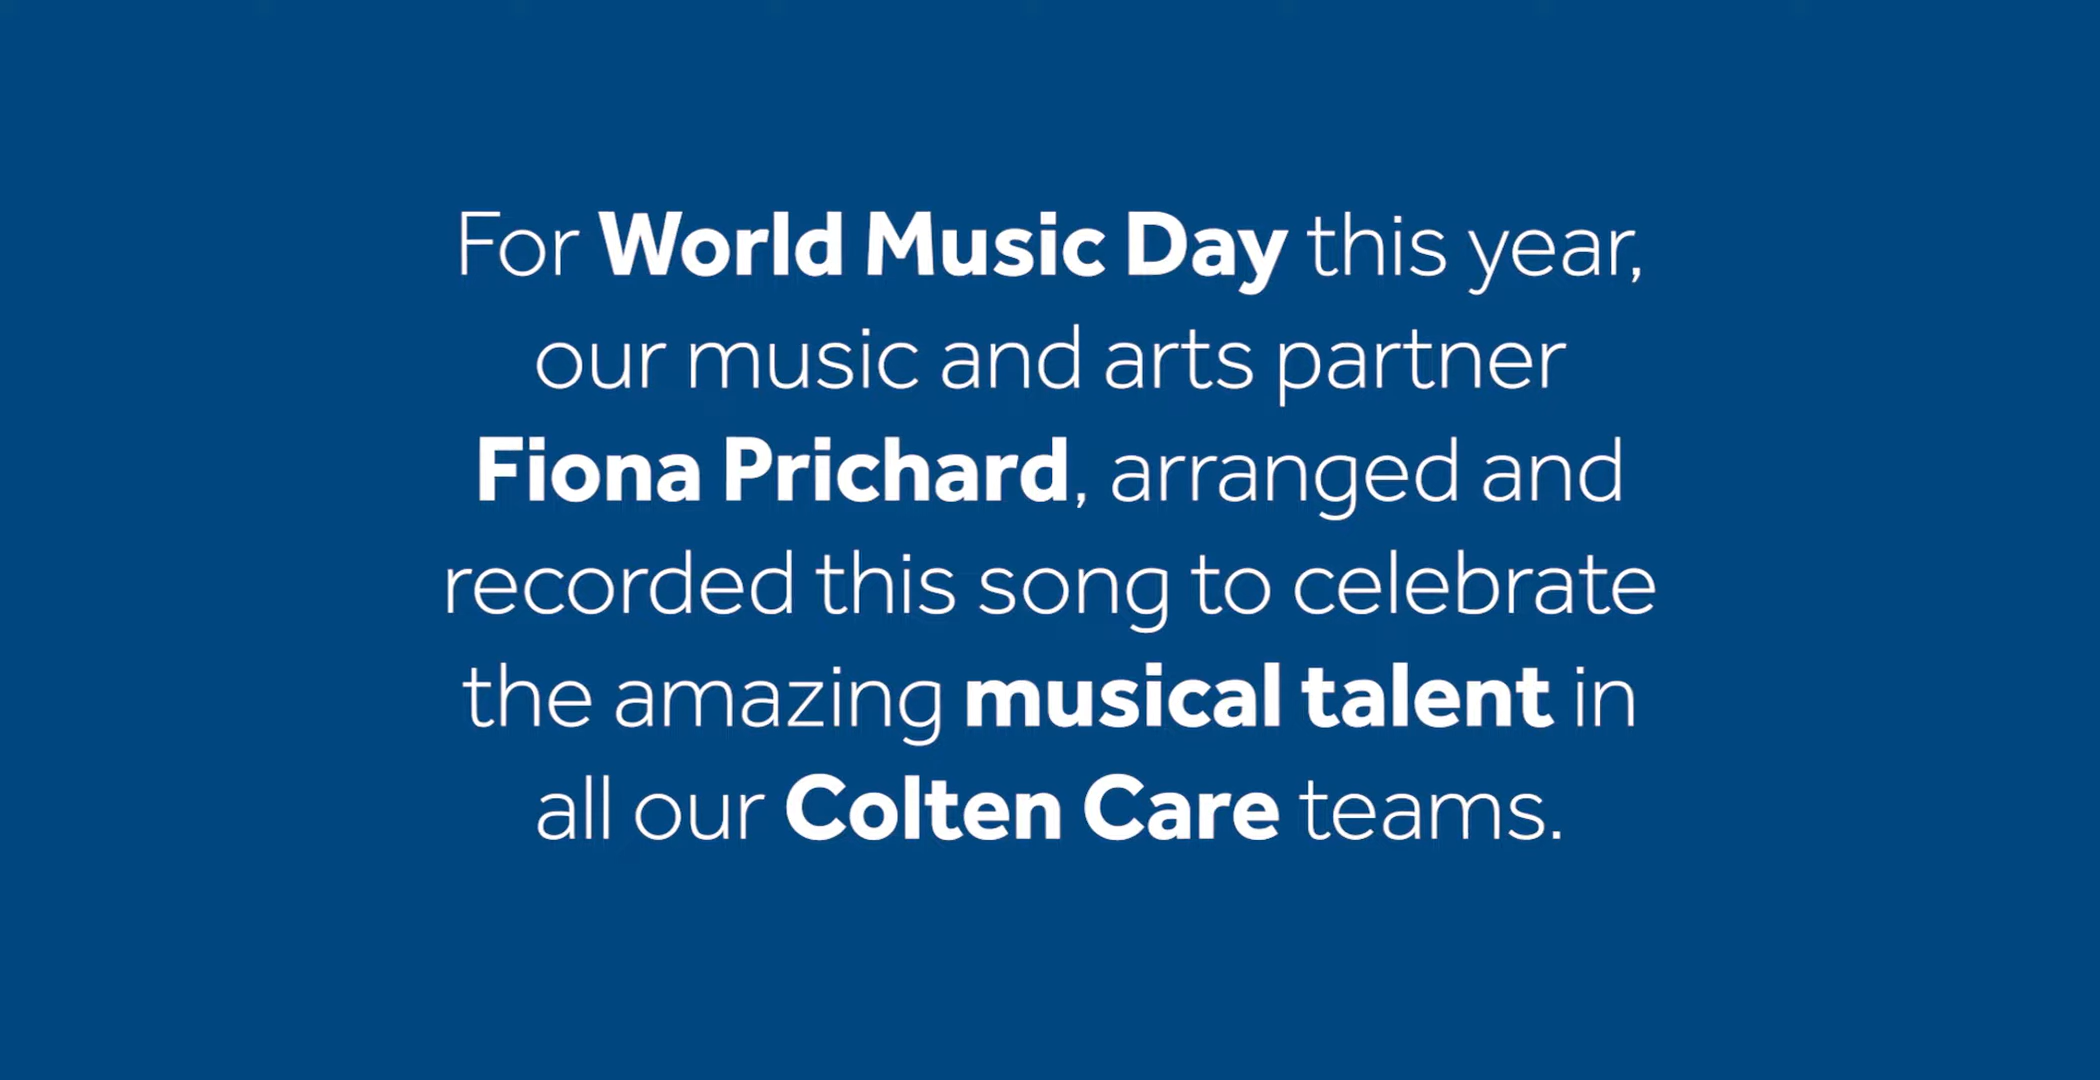 For World Music Day this year,
our music and arts partner
Fiona Prichard, arranged and
recorded this song to celebrate
the amazing musical talent in
all our Colten Care teams.